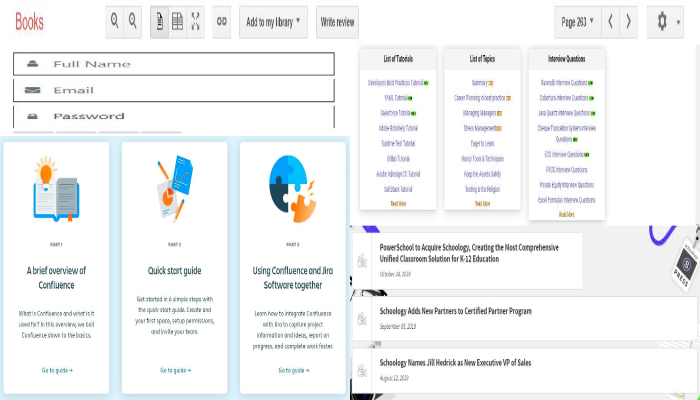 Books
Add to my library
Write review
Page 263
Full Name
Email
Password
List of Tutorials
Developers Best Practices Tutorial
YAML Tutorial
Salesforce Tutorial
Adobe Robohelp Tutorial
Sublime Text Tutorial
GitLab Tutorial
Adobe InDesign CC Tutorial
SaltStack Tutorial
Read More
List of Topics
Summary
Career Planning in best practice
Managing Managers
Stress Management
Eager to Learn
Handy Tools & Techniques
Keep the Assets Safely
Testing is the Religion
Read More
Interview Questions
RavenDb Interview Questions
Cobertura Interview Questions
Java Quartz Interview Questions
Cheque Truncation System Interview
Questions
ECS Interview Questions
RTGS Interview Questions
Private Equity Interview Questions
Excel Formulas Interview Questions
Read More
PART 1
A brief overview of
Confluence
What is Confluence and what is it
used for? In this overview, we boil
Confluence down to the basics.
Go to guide →
PART 2
Quick start guide
Get started in 6 simple steps with
the quick start guide. Create and
your first space, setup permissions,
and invite your team.
Go to guide →
PART 3
Using Confluence and Jira
Software together
Learn how to integrate Confluence
with Jira to capture project
information and ideas, report on
progress, and complete work faster.
Go to guide →
PowerSchool to Acquire Schoology, Creating the Most Comprehensive
Unified Classroom Solution for K-12 Education
October 24, 2019
Schoology Adds New Partners to Certified Partner Program
September 05, 2019
Schoology Names Jill Hedrick as New Executive VP of Sales
August 22, 2019
PRESS